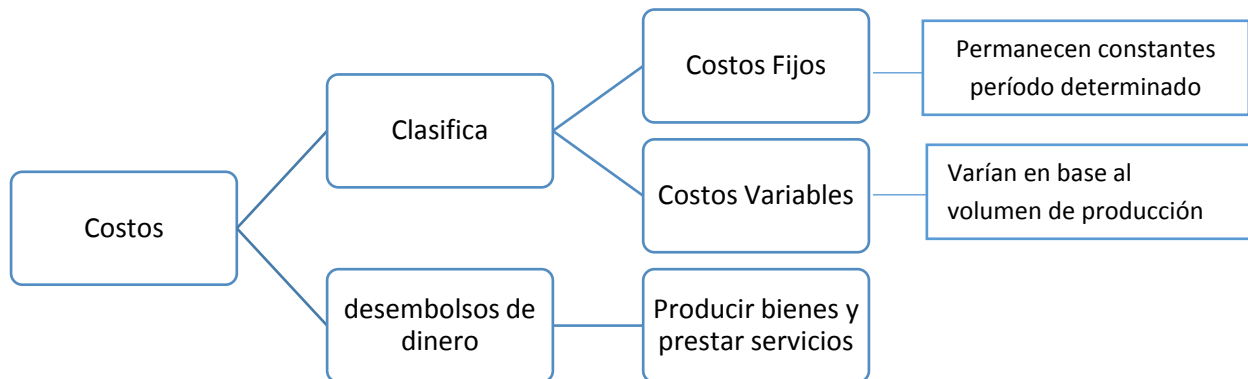 Costos
Clasifica
Costos Fijos
Permanecen constantes
período determinado
Costos Variables
Varían en base al
volumen de producción
desembolsos de
dinero
Producir bienes y
prestar servicios